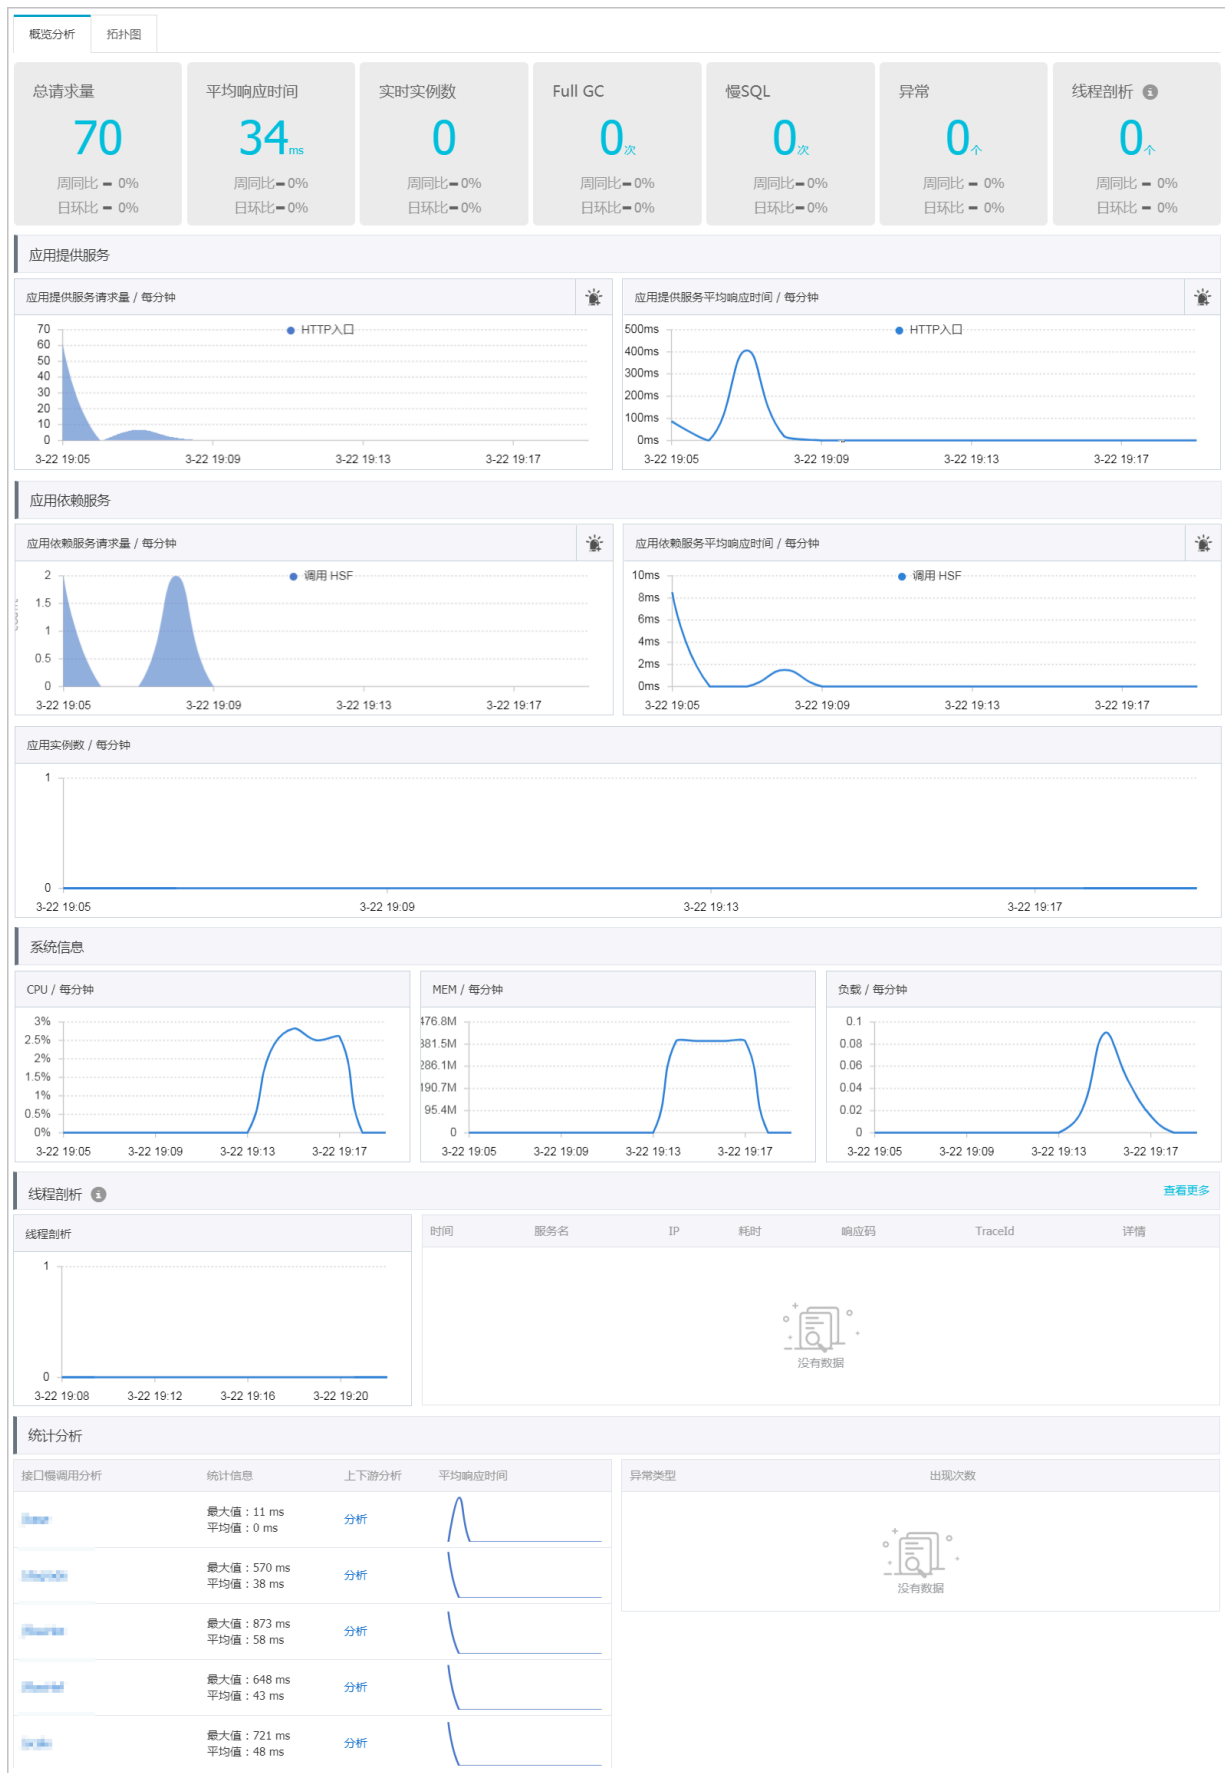 概览分析 拓扑图
总请求量 平均响应时间 实时实例数 Full GC 慢SQL 异常 线程剖析
70 34ms 0 0次 0次 0个 0个
周同比 0% 周同比 0% 周同比 0% 周同比 0% 周同比 0% 周同比 0% 周同比 0%
日环比 0% 日环比 0% 日环比 0% 日环比 0% 日环比 0% 日环比 0% 日环比 0%
应用提供服务
应用提供服务请求量 / 每分钟
HTTP入口
70
60
50
40
30
20
10
0
3-22 19:05 3-22 19:09 3-22 19:13 3-22 19:17
应用提供服务平均响应时间 / 每分钟
HTTP入口
500ms
400ms
300ms
200ms
100ms
0ms
3-22 19:05 3-22 19:09 3-22 19:13 3-22 19:17
应用依赖服务
应用依赖服务请求量 / 每分钟
调用 HSF
2
1.5
1
0.5
0
3-22 19:05 3-22 19:09 3-22 19:13 3-22 19:17
应用依赖服务平均响应时间 / 每分钟
调用 HSF
10ms
8ms
6ms
4ms
2ms
0ms
3-22 19:05 3-22 19:09 3-22 19:13 3-22 19:17
应用实例数 / 每分钟
1
0
3-22 19:05 3-22 19:09 3-22 19:13 3-22 19:17
系统信息
CPU / 每分钟
3%
2.5%
2%
1.5%
1%
0.5%
0%
3-22 19:05 3-22 19:09 3-22 19:13 3-22 19:17
MEM / 每分钟
476.8M
381.5M
286.1M
190.7M
95.4M
0
3-22 19:05 3-22 19:09 3-22 19:13 3-22 19:17
负载 / 每分钟
0.1
0.08
0.06
0.04
0.02
0
3-22 19:05 3-22 19:09 3-22 19:13 3-22 19:17
线程剖析 查看更多
线程剖析
1
0
3-22 19:08 3-22 19:12 3-22 19:16 3-22 19:20
时间 服务名 IP 耗时 响应码 TraceId 详情
没有数据
统计分析
接口慢调用分析 统计信息 上下游分析 平均响应时间
最大值：11 ms
平均值：0 ms
分析
最大值：570 ms
平均值：38 ms
分析
最大值：873 ms
平均值：58 ms
分析
最大值：648 ms
平均值：43 ms
分析
最大值：721 ms
平均值：48 ms
分析
异常类型 出现次数
没有数据